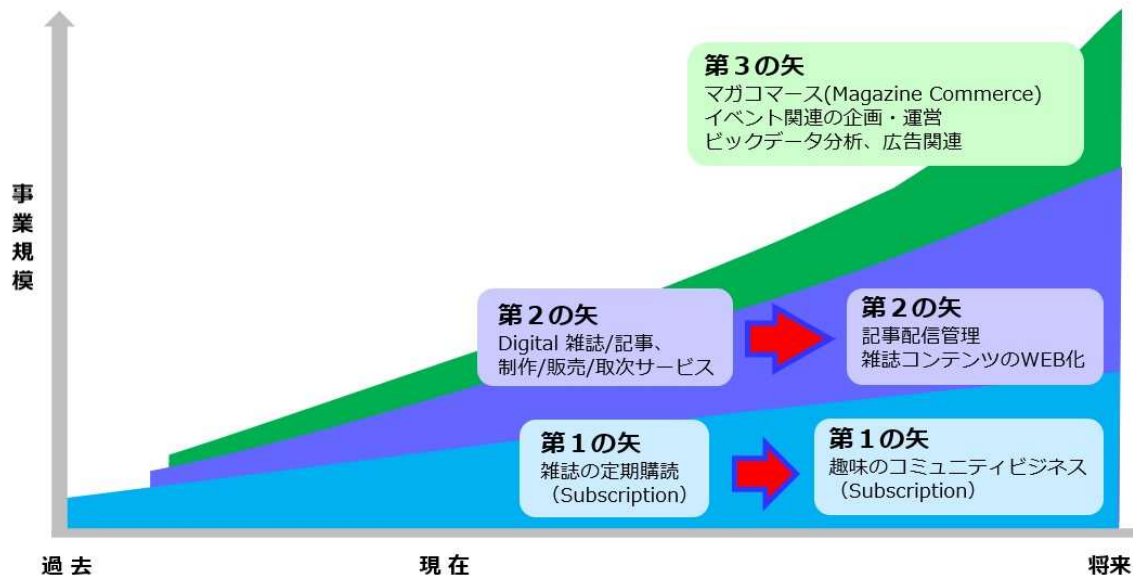 第３の矢
マガコマース(Magazine Commerce)
イベント関連の企画・運営
ビックデータ分析、広告関連
事業規模
第２の矢
Digital 雑誌/記事、
制作/販売/取次サービス
第２の矢
記事配信管理
雑誌コンテンツのWEB化
第１の矢
雑誌の定期購読
（Subscription）
第１の矢
趣味のコミュニティビジネス
（Subscription）
過 去
現 在
将来